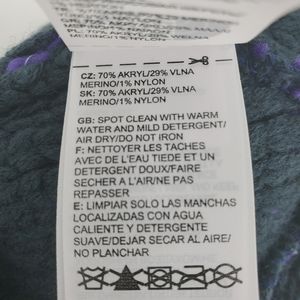 CZ: 70% AKRYL/29% VLNA
MERINO/1% NYLON
SK: 70% AKRYL/29% VLNA
MERINO/1% NYLON
GB: SPOT CLEAN WITH WARM
WATER AND MILD DETERGENT/
AIR DRY/DO NOT IRON
F: NETTOYER LES TACHES
AVEC DE L'EAU TIEDE ET UN
DETERGENT DOUX/FAIRE
SECHER A L'AIR/NE PAS
REPASSER
E: LIMPIAR SOLO LAS MANCHAS
LOCALIZADAS CON AGUA
CALIENTE Y DETERGENTE
SUAVE/DEJAR SECAR AL AIRE/
NO PLANCHAR